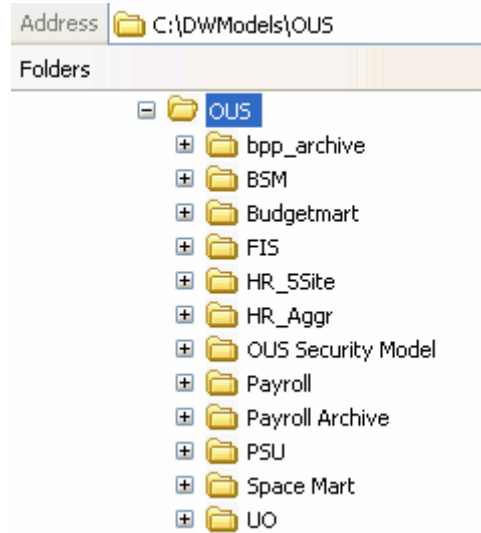 Address C:\DWModels\OUS
Folders
OUS
bpp_archive
BSM
Budgetmart
FIS
HR_5Site
HR_Aggr
OUS Security Model
Payroll
Payroll Archive
PSU
Space Mart
UO